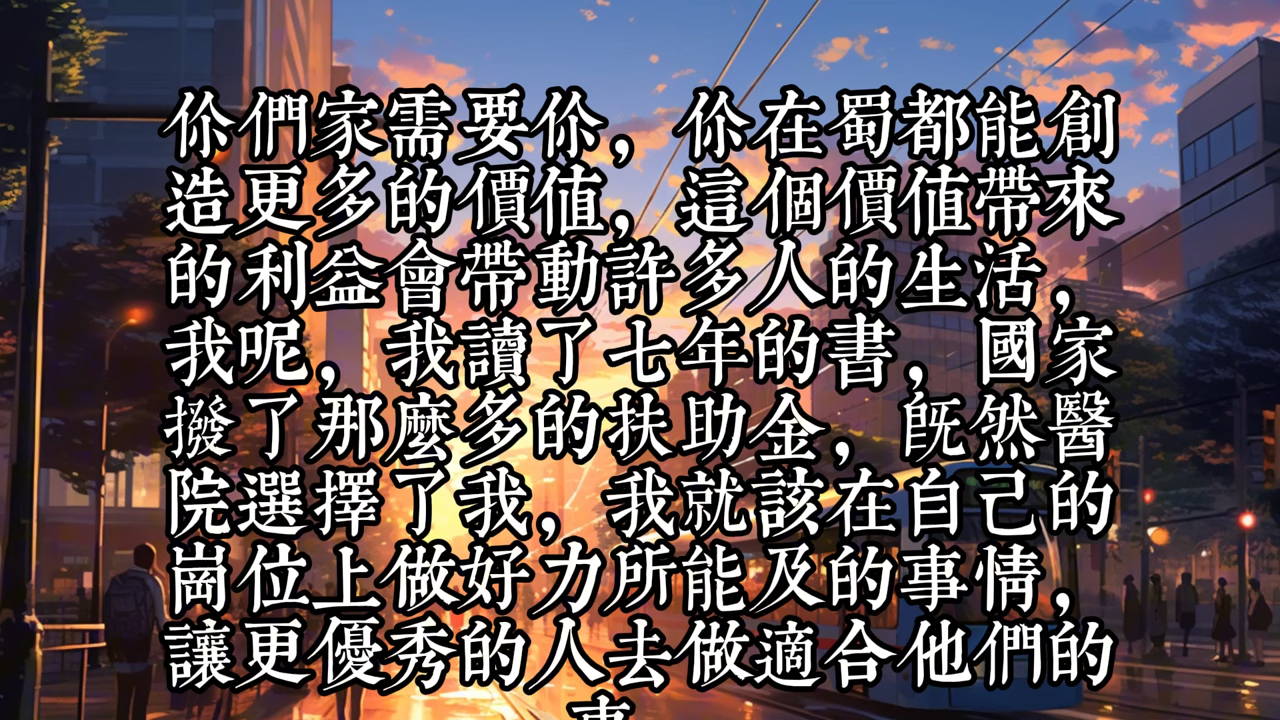 伱們家需要伱，伱在蜀都能創
造更多的價值，這個價值帶來
的利益會帶動許多人的生活，
我呢，我讀了七年的書，國家
撥了那麼多的扶助金，既然醫
院選擇了我，我就該在自己的
崗位上做好力所能及的事情，
讓更優秀的人去做適合他們的
事